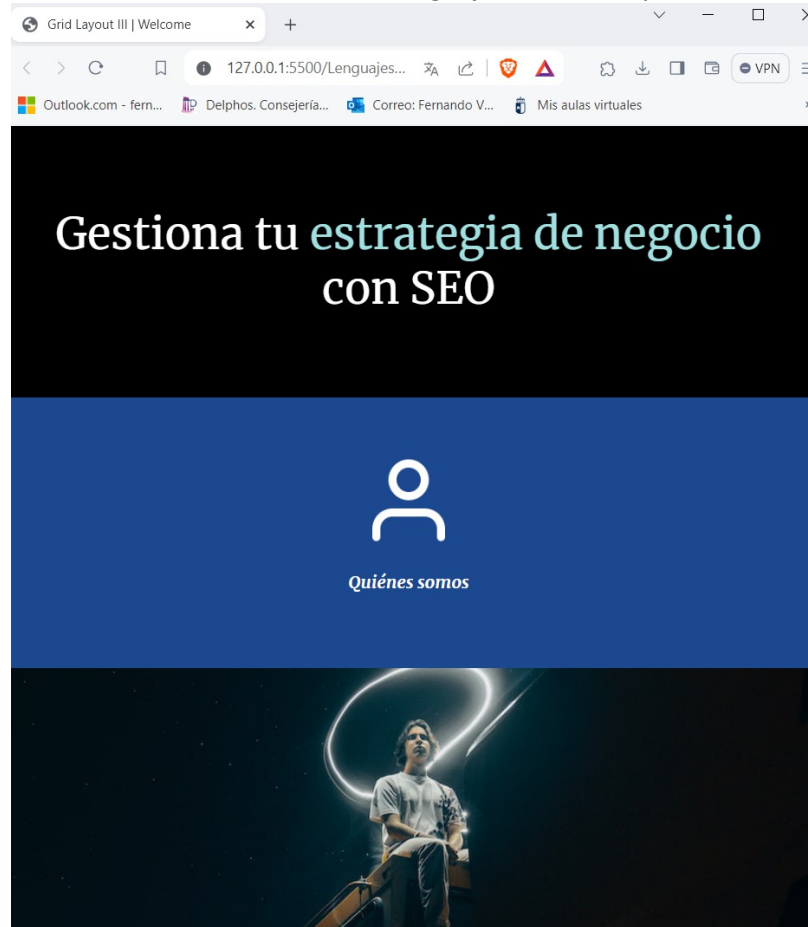 Grid Layout III | Welcome
127.0.0.1:5500/Lenguajes...
VPN
Outlook.com - fern...
Delphos. Consejería...
Correo: Fernando V...
Mis aulas virtuales
Gestiona tu estrategia de negocio
con SEO
Quiénes somos